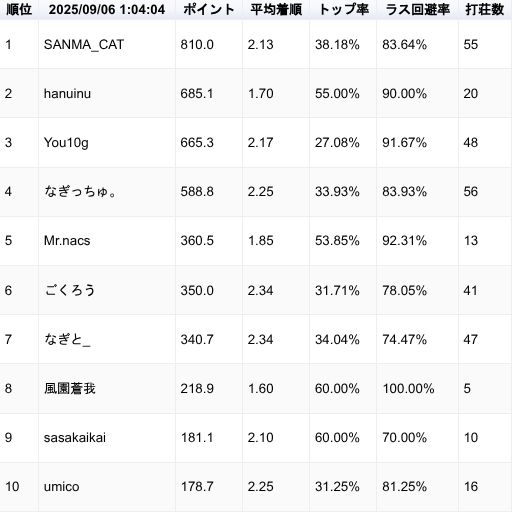 順位 2025/09/06 1:04:04 ポイント 平均着順 トップ率 ラス回避率 打荘数
1 SANMA_CAT 810.0 2.13 38.18% 83.64% 55
2 hanuinu 685.1 1.70 55.00% 90.00% 20
3 You10g 665.3 2.17 27.08% 91.67% 48
4 なぎっちゅ。 588.8 2.25 33.93% 83.93% 56
5 Mr.nacs 360.5 1.85 53.85% 92.31% 13
6 ごくろう 350.0 2.34 31.71% 78.05% 41
7 なぎと_ 340.7 2.34 34.04% 74.47% 47
8 風園蒼我 218.9 1.60 60.00% 100.00% 5
9 sasakaikai 181.1 2.10 60.00% 70.00% 10
10 umico 178.7 2.25 31.25% 81.25% 16